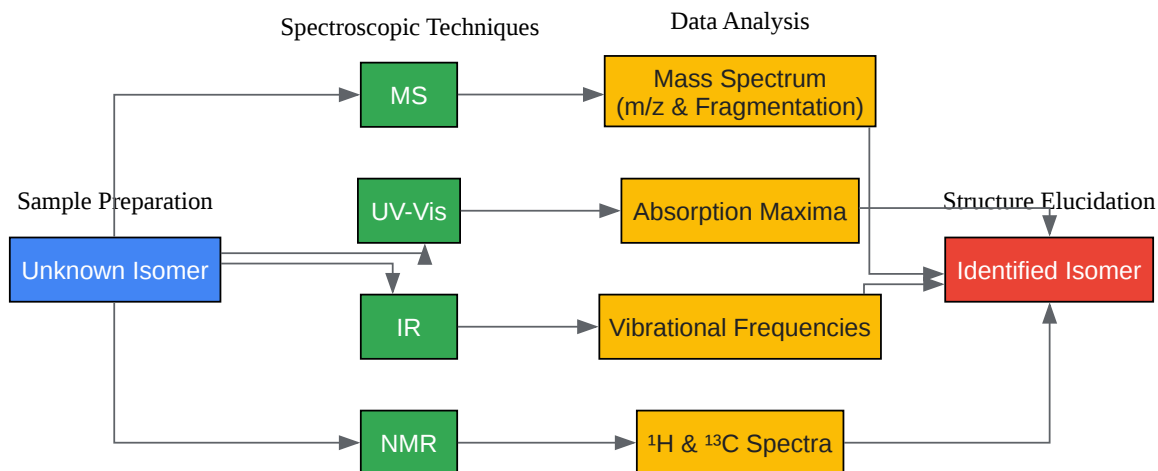 Spectroscopic Techniques
Data Analysis
MS
Mass Spectrum
(m/z & Fragmentation)
Sample Preparation
UV-Vis
Absorption Maxima
Structure Elucidation
Unknown Isomer
Identified Isomer
IR
Vibrational Frequencies
NMR
¹H & ¹³C Spectra